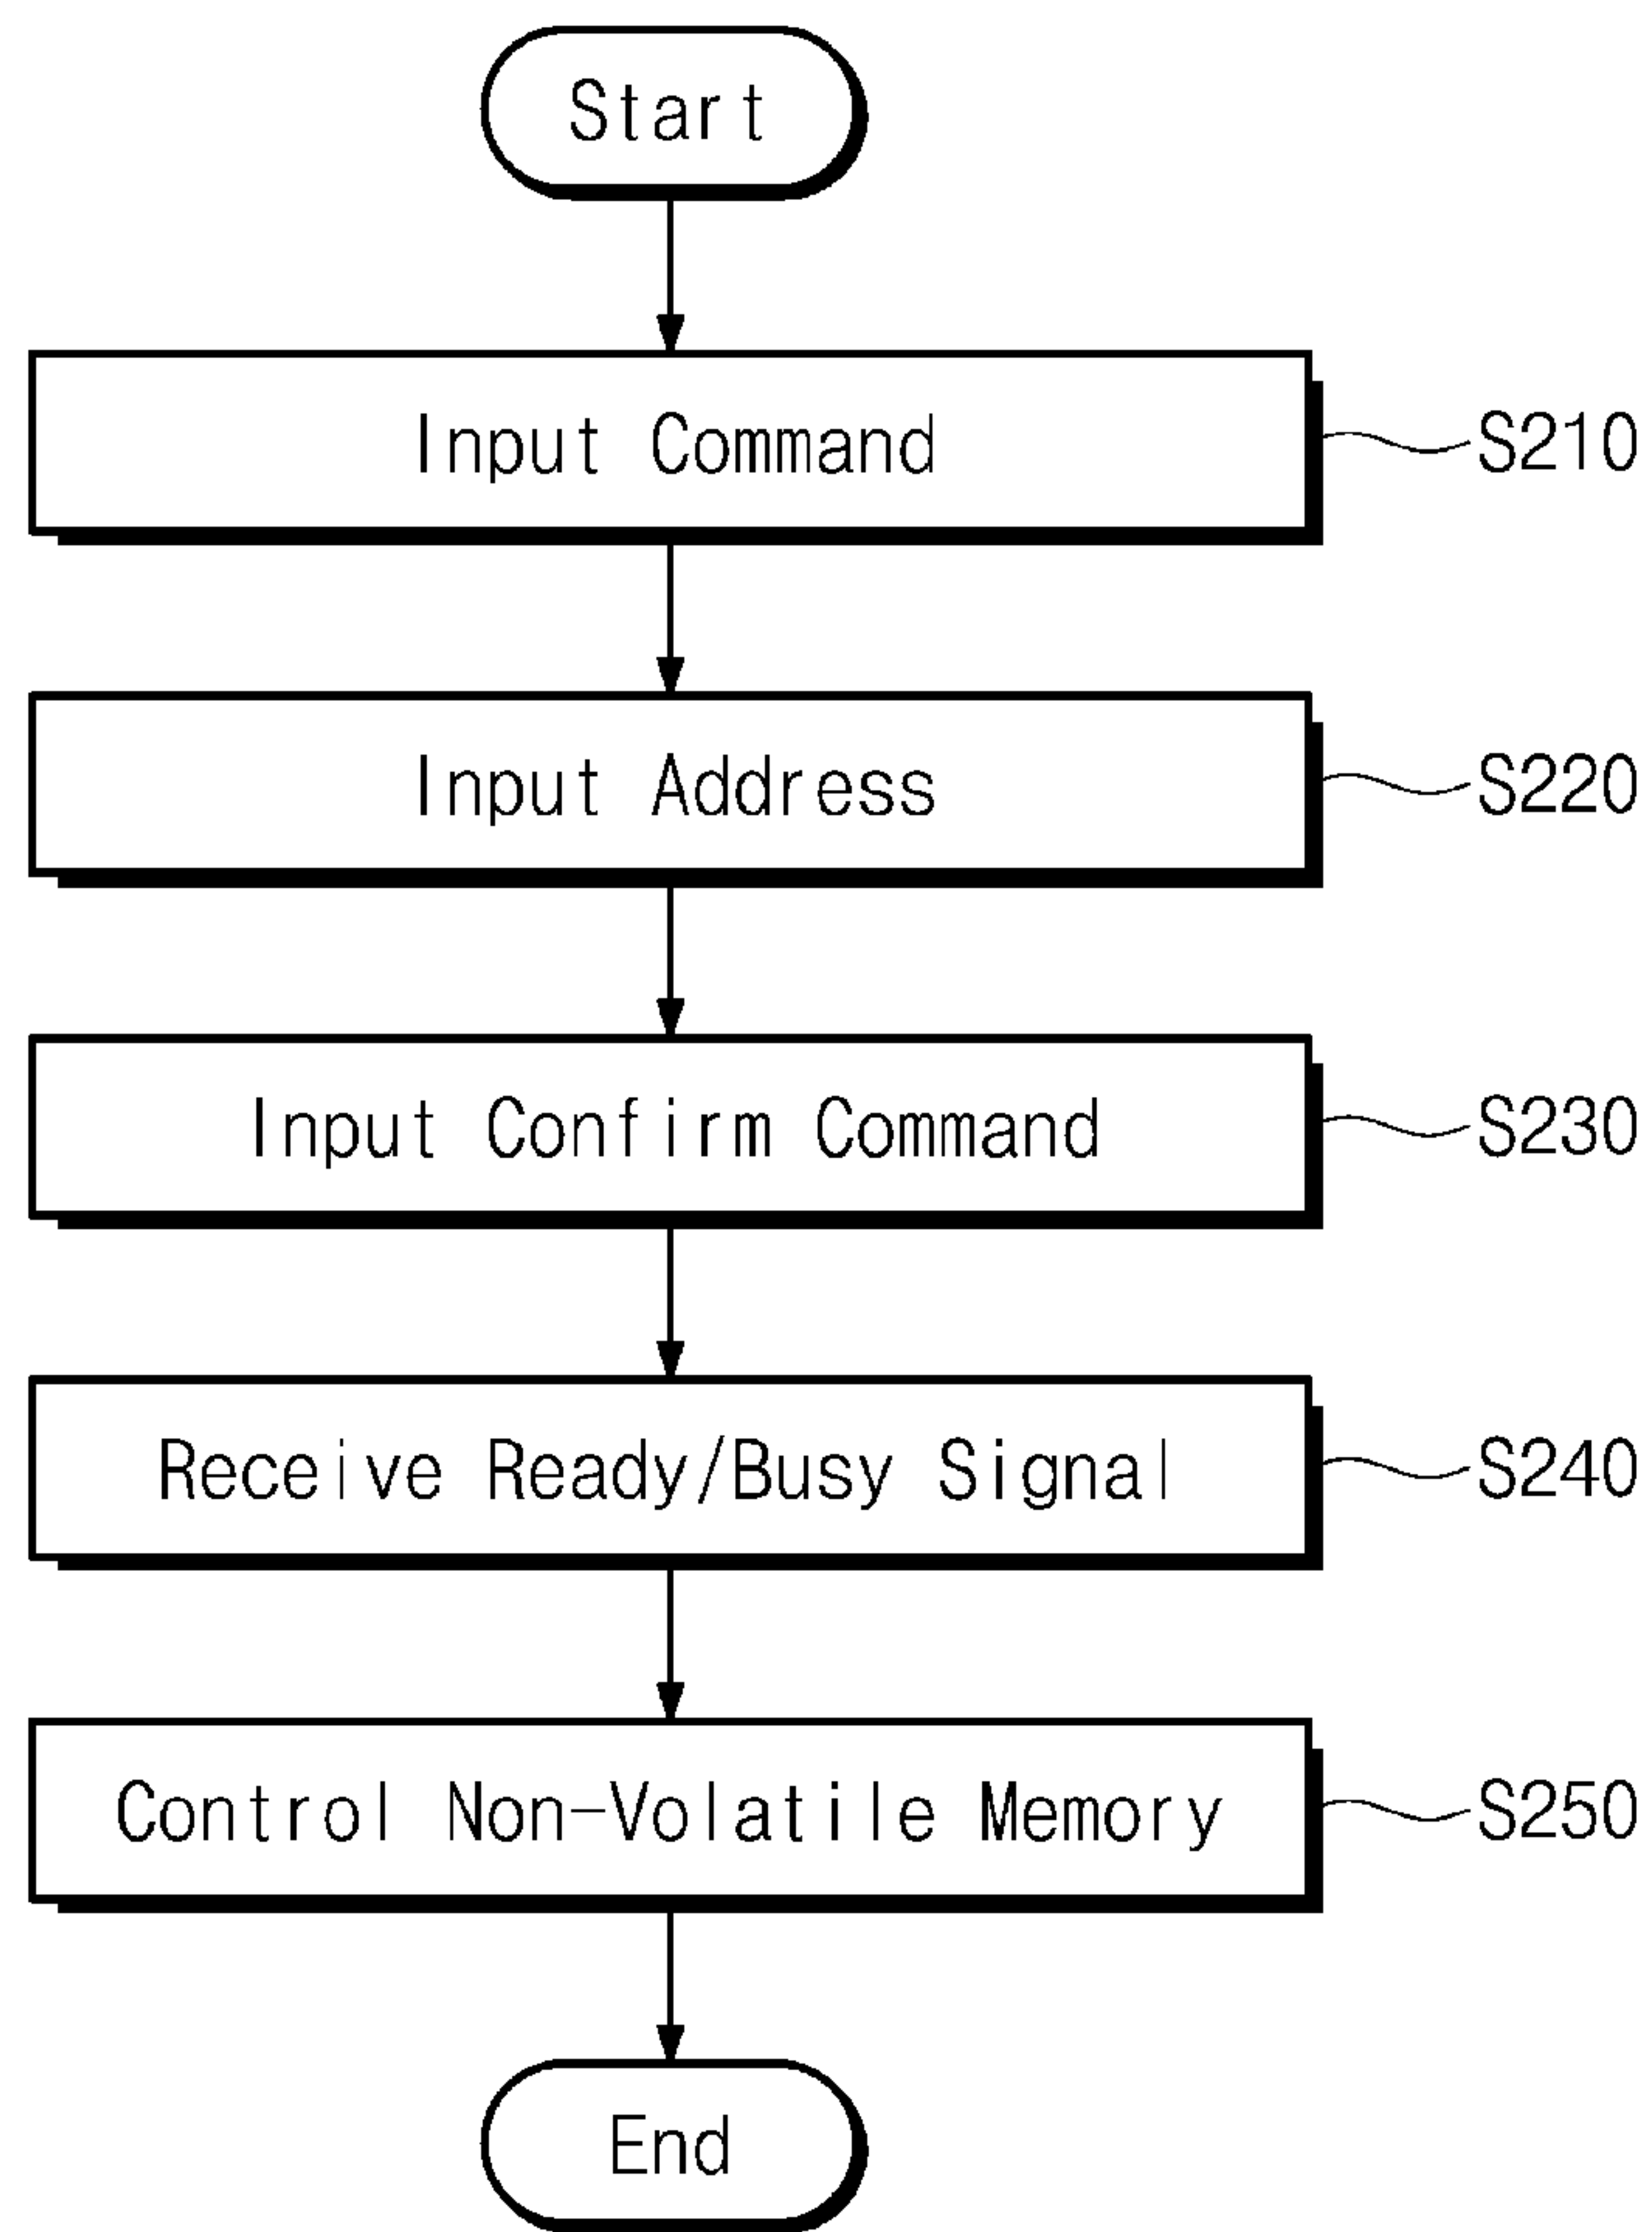 Start
Input Command
S210
Input Address
S220
Input Confirm Command
S230
Receive Ready/Busy Signal
S240
Control Non-Volatile Memory
S250
End